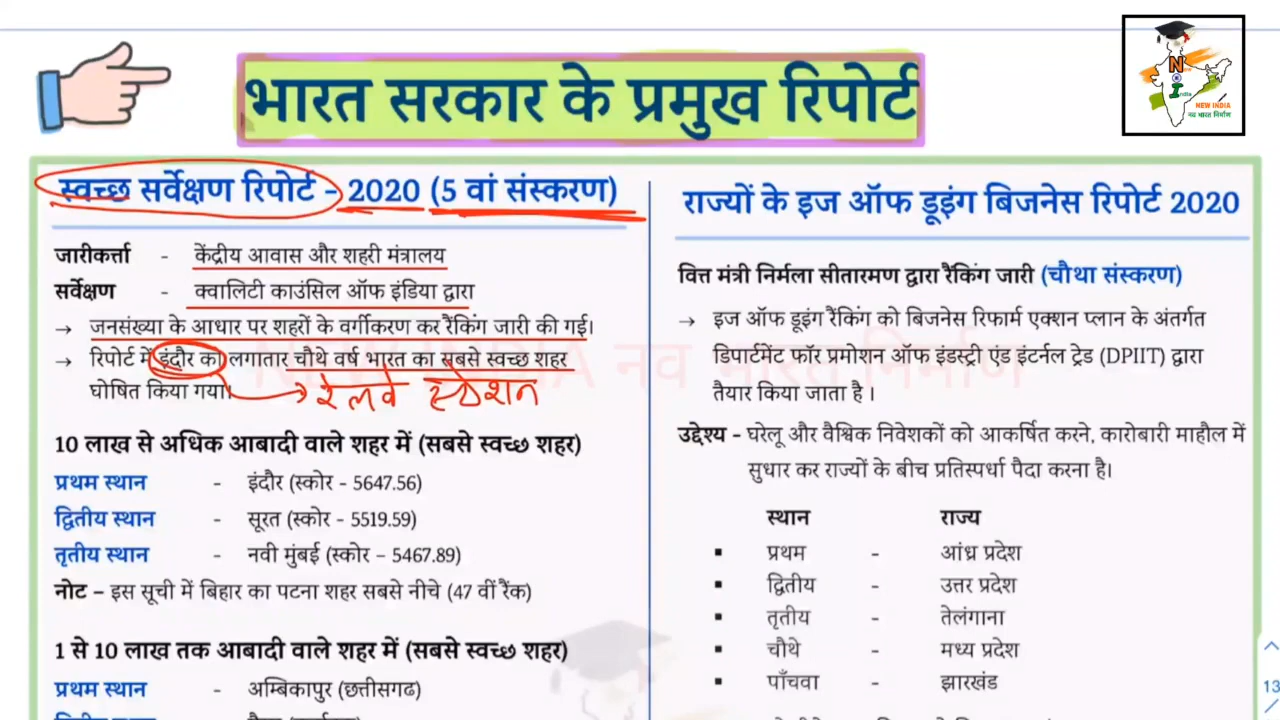 भारत सरकार के प्रमुख रिपोर्ट
N
India
NEW INDIA
नव भारत निर्माण
स्वच्छ सर्वेक्षण रिपोर्ट - 2020 (5 वां संस्करण)
जारीकर्त्ता - केंद्रीय आवास और शहरी मंत्रालय
सर्वेक्षण - क्वालिटी काउंसिल ऑफ इंडिया द्वारा
→ जनसंख्या के आधार पर शहरों के वर्गीकरण कर रैंकिंग जारी की गई।
→ रिपोर्ट में इंदौर को लगातार चौथे वर्ष भारत का सबसे स्वच्छ शहर
घोषित किया गया।
रेलवे स्टेशन
10 लाख से अधिक आबादी वाले शहर में (सबसे स्वच्छ शहर)
प्रथम स्थान - इंदौर (स्कोर - 5647.56)
द्वितीय स्थान - सूरत (स्कोर - 5519.59)
तृतीय स्थान - नवी मुंबई (स्कोर – 5467.89)
नोट – इस सूची में बिहार का पटना शहर सबसे नीचे (47 वीं रैंक)
1 से 10 लाख तक आबादी वाले शहर में (सबसे स्वच्छ शहर)
प्रथम स्थान - अम्बिकापुर (छत्तीसगढ)
राज्यों के इज ऑफ डूइंग बिजनेस रिपोर्ट 2020
वित्त मंत्री निर्मला सीतारमण द्वारा रैंकिंग जारी (चौथा संस्करण)
→ इज ऑफ डूइंग रैंकिंग को बिजनेस रिफार्म एक्शन प्लान के अंतर्गत
डिपार्टमेंट फॉर प्रमोशन ऑफ इंडस्ट्री एंड इंटर्नल ट्रेड (DPIIT) द्वारा
तैयार किया जाता है ।
उद्देश्य - घरेलू और वैश्विक निवेशकों को आकर्षित करने, कारोबारी माहौल में
सुधार कर राज्यों के बीच प्रतिस्पर्धा पैदा करना है।
स्थान राज्य
▪ प्रथम - आंध्र प्रदेश
▪ द्वितीय - उत्तर प्रदेश
▪ तृतीय - तेलंगाना
▪ चौथे - मध्य प्रदेश
▪ पाँचवा - झारखंड
NEW INDIA नव भारत निर्माण
13